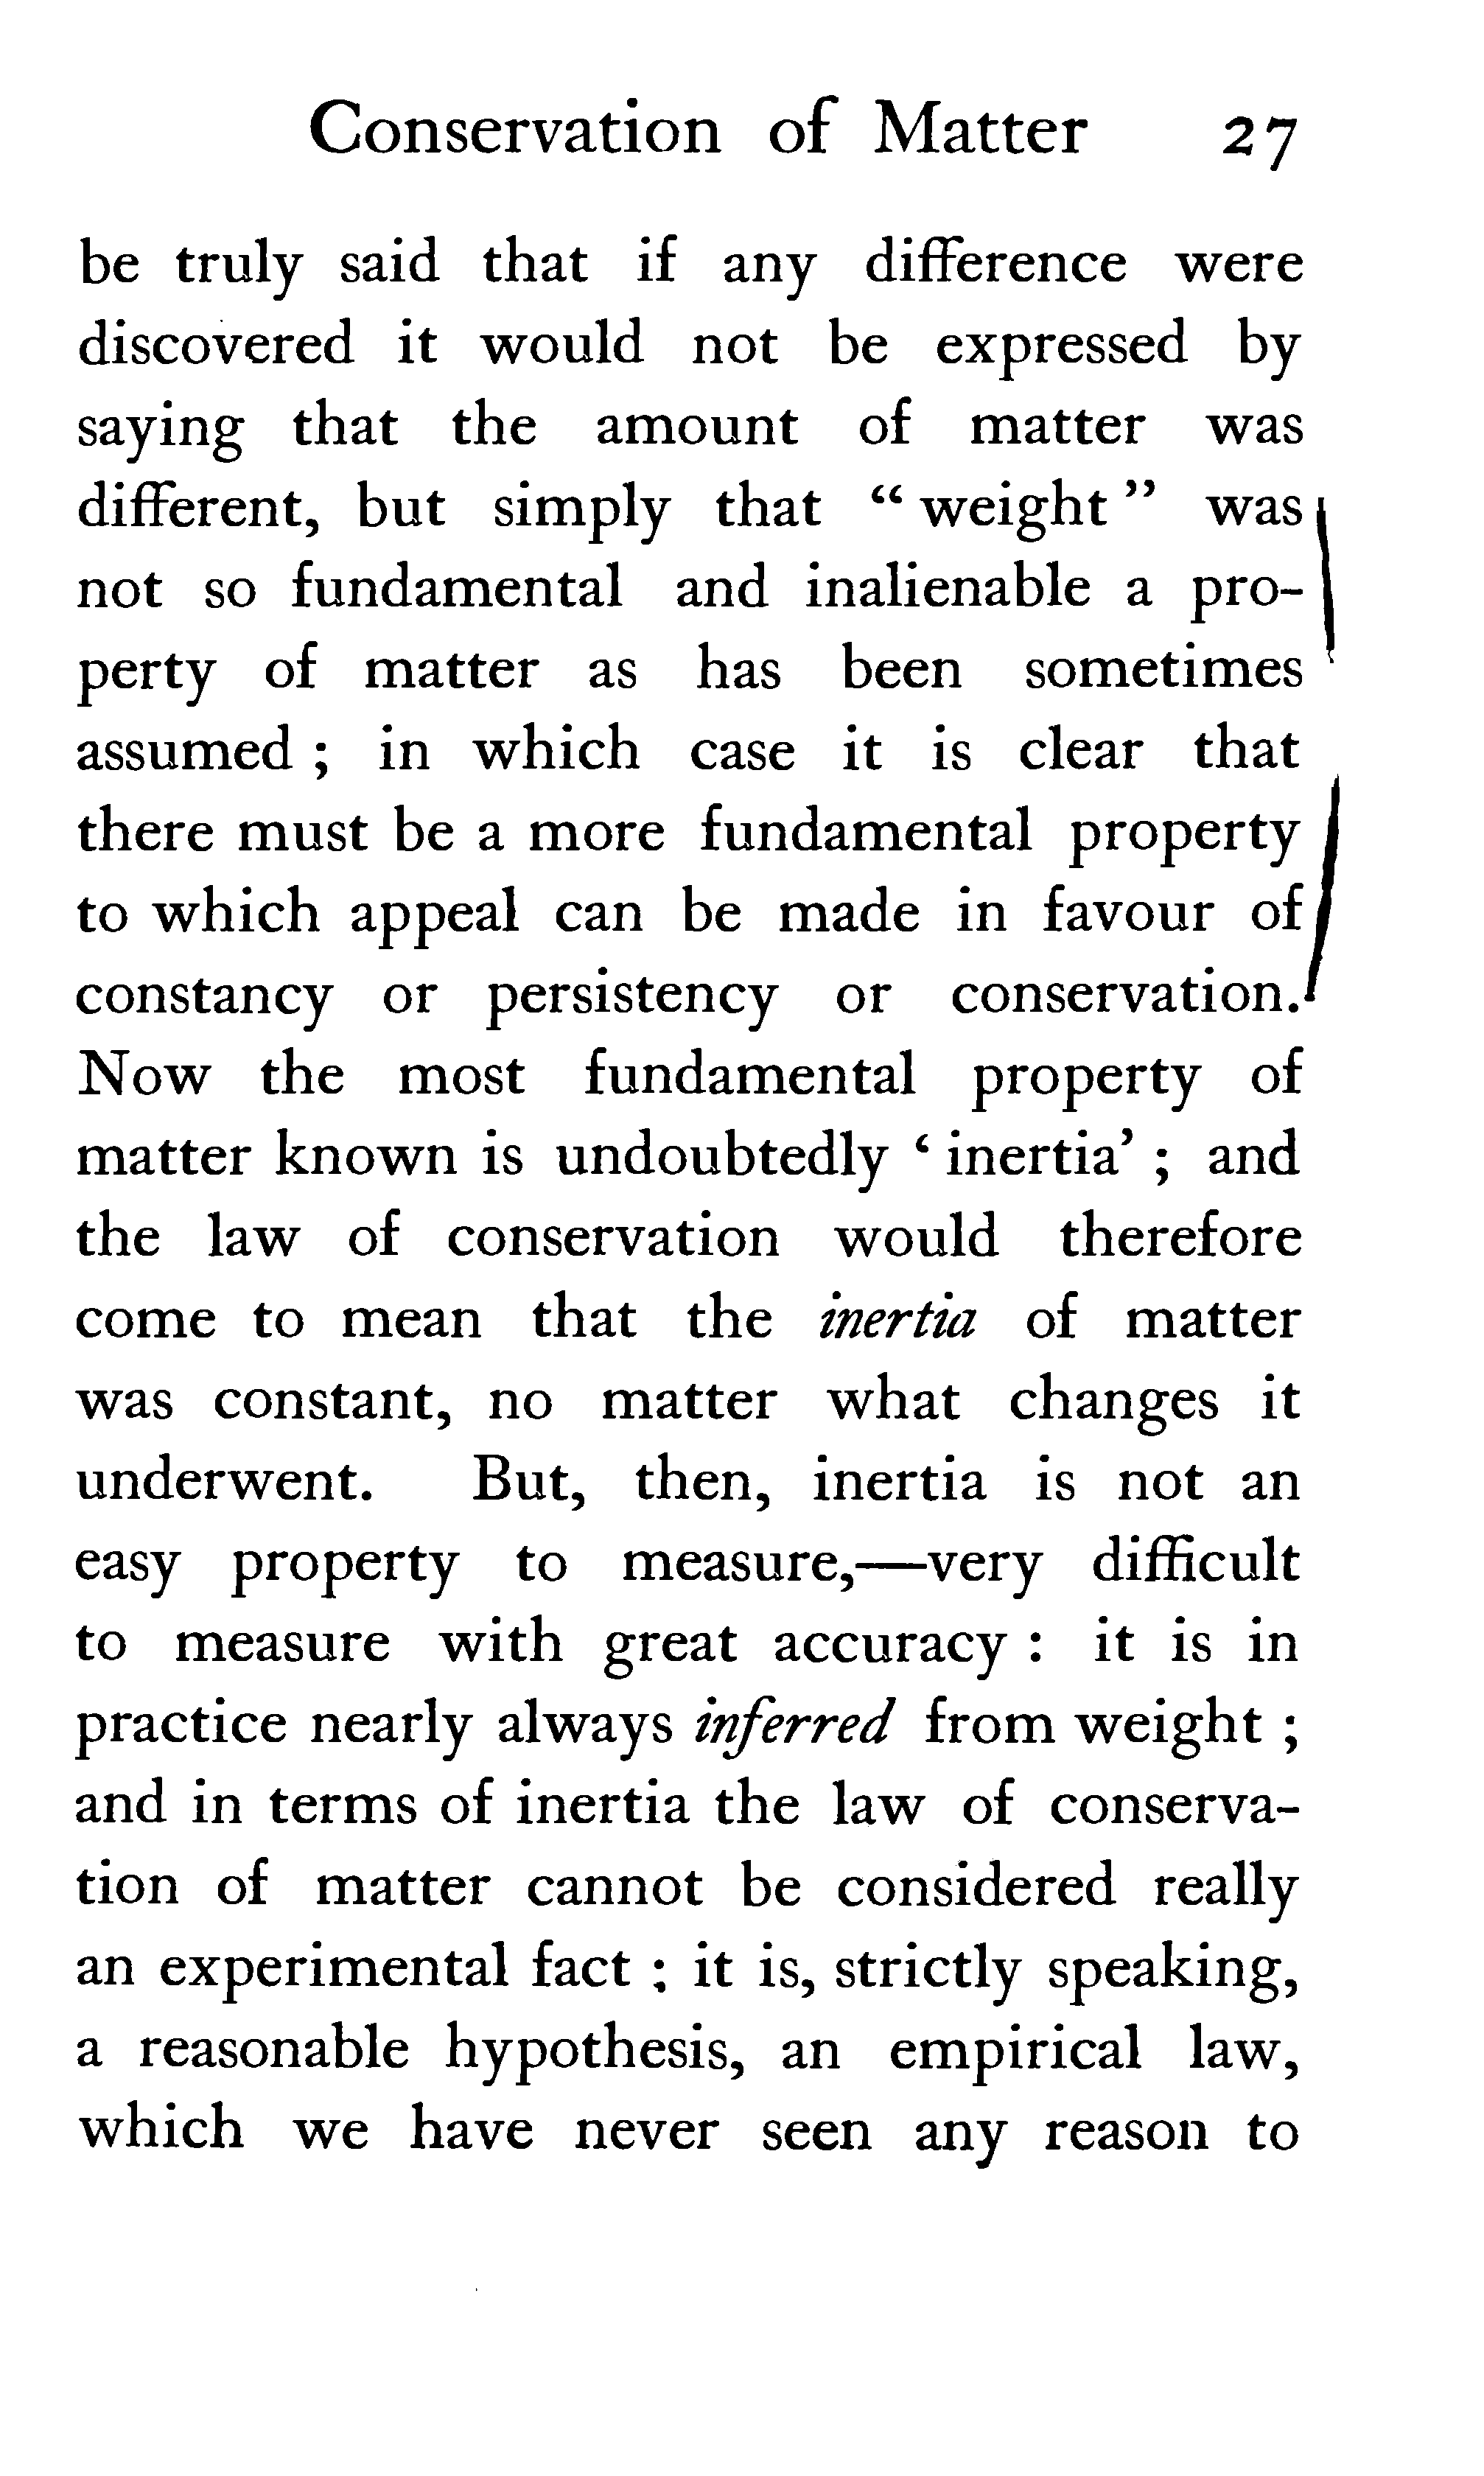 Conservation of Matter 27
be truly said that if any difference were
discovered it would not be expressed by
saying that the amount of matter was
different, but simply that “ weight ” was
not so fundamental and inalienable a pro-
perty of matter as has been sometimes
assumed ; in which case it is clear that
there must be a more fundamental property
to which appeal can be made in favour of
constancy or persistency or conservation.
Now the most fundamental property of
matter known is undoubtedly ‘ inertia’ ; and
the law of conservation would therefore
come to mean that the inertia of matter
was constant, no matter what changes it
underwent. But, then, inertia is not an
easy property to measure,—very difficult
to measure with great accuracy : it is in
practice nearly always inferred from weight ;
and in terms of inertia the law of conserva-
tion of matter cannot be considered really
an experimental fact ; it is, strictly speaking,
a reasonable hypothesis, an empirical law,
which we have never seen any reason to